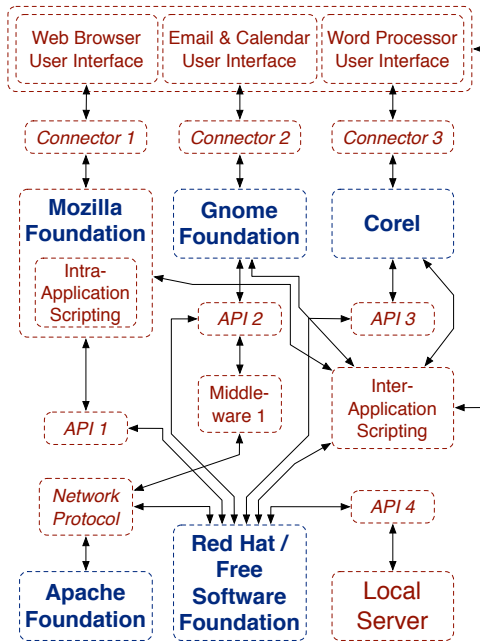 Web Browser
User Interface
Email & Calendar
User Interface
Word Processor
User Interface
Connector 1
Connector 2
Connector 3
Mozilla
Foundation
Intra-
Application
Scripting
Gnome
Foundation
Corel
API 2
API 3
Middle-
ware 1
Inter-
Application
Scripting
API 1
Network
Protocol
API 4
Apache
Foundation
Red Hat /
Free
Software
Foundation
Local
Server